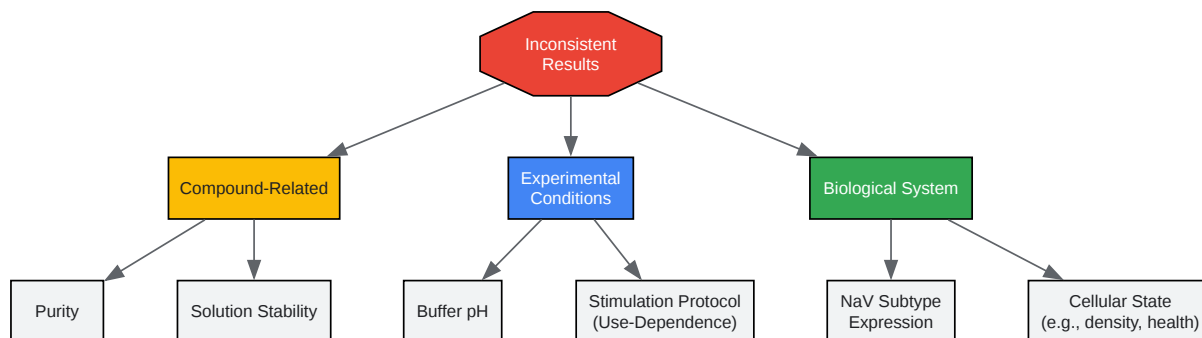 Inconsistent
Results
Compound-Related
Experimental
Conditions
Biological System
Purity
Solution Stability
Buffer pH
Stimulation Protocol
(Use-Dependence)
NaV Subtype
Expression
Cellular State
(e.g., density, health)